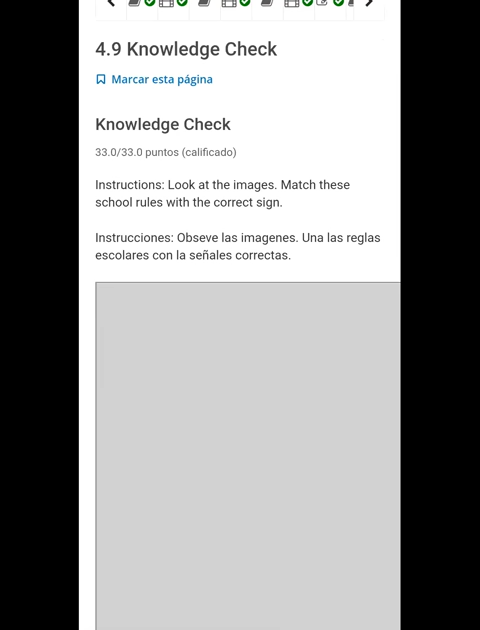 4.9 Knowledge Check
Marcar esta página
Knowledge Check
33.0/33.0 puntos (calificado)
Instructions: Look at the images. Match these
school rules with the correct sign.
Instrucciones: Obseve las imagenes. Una las reglas
escolares con la señales correctas.